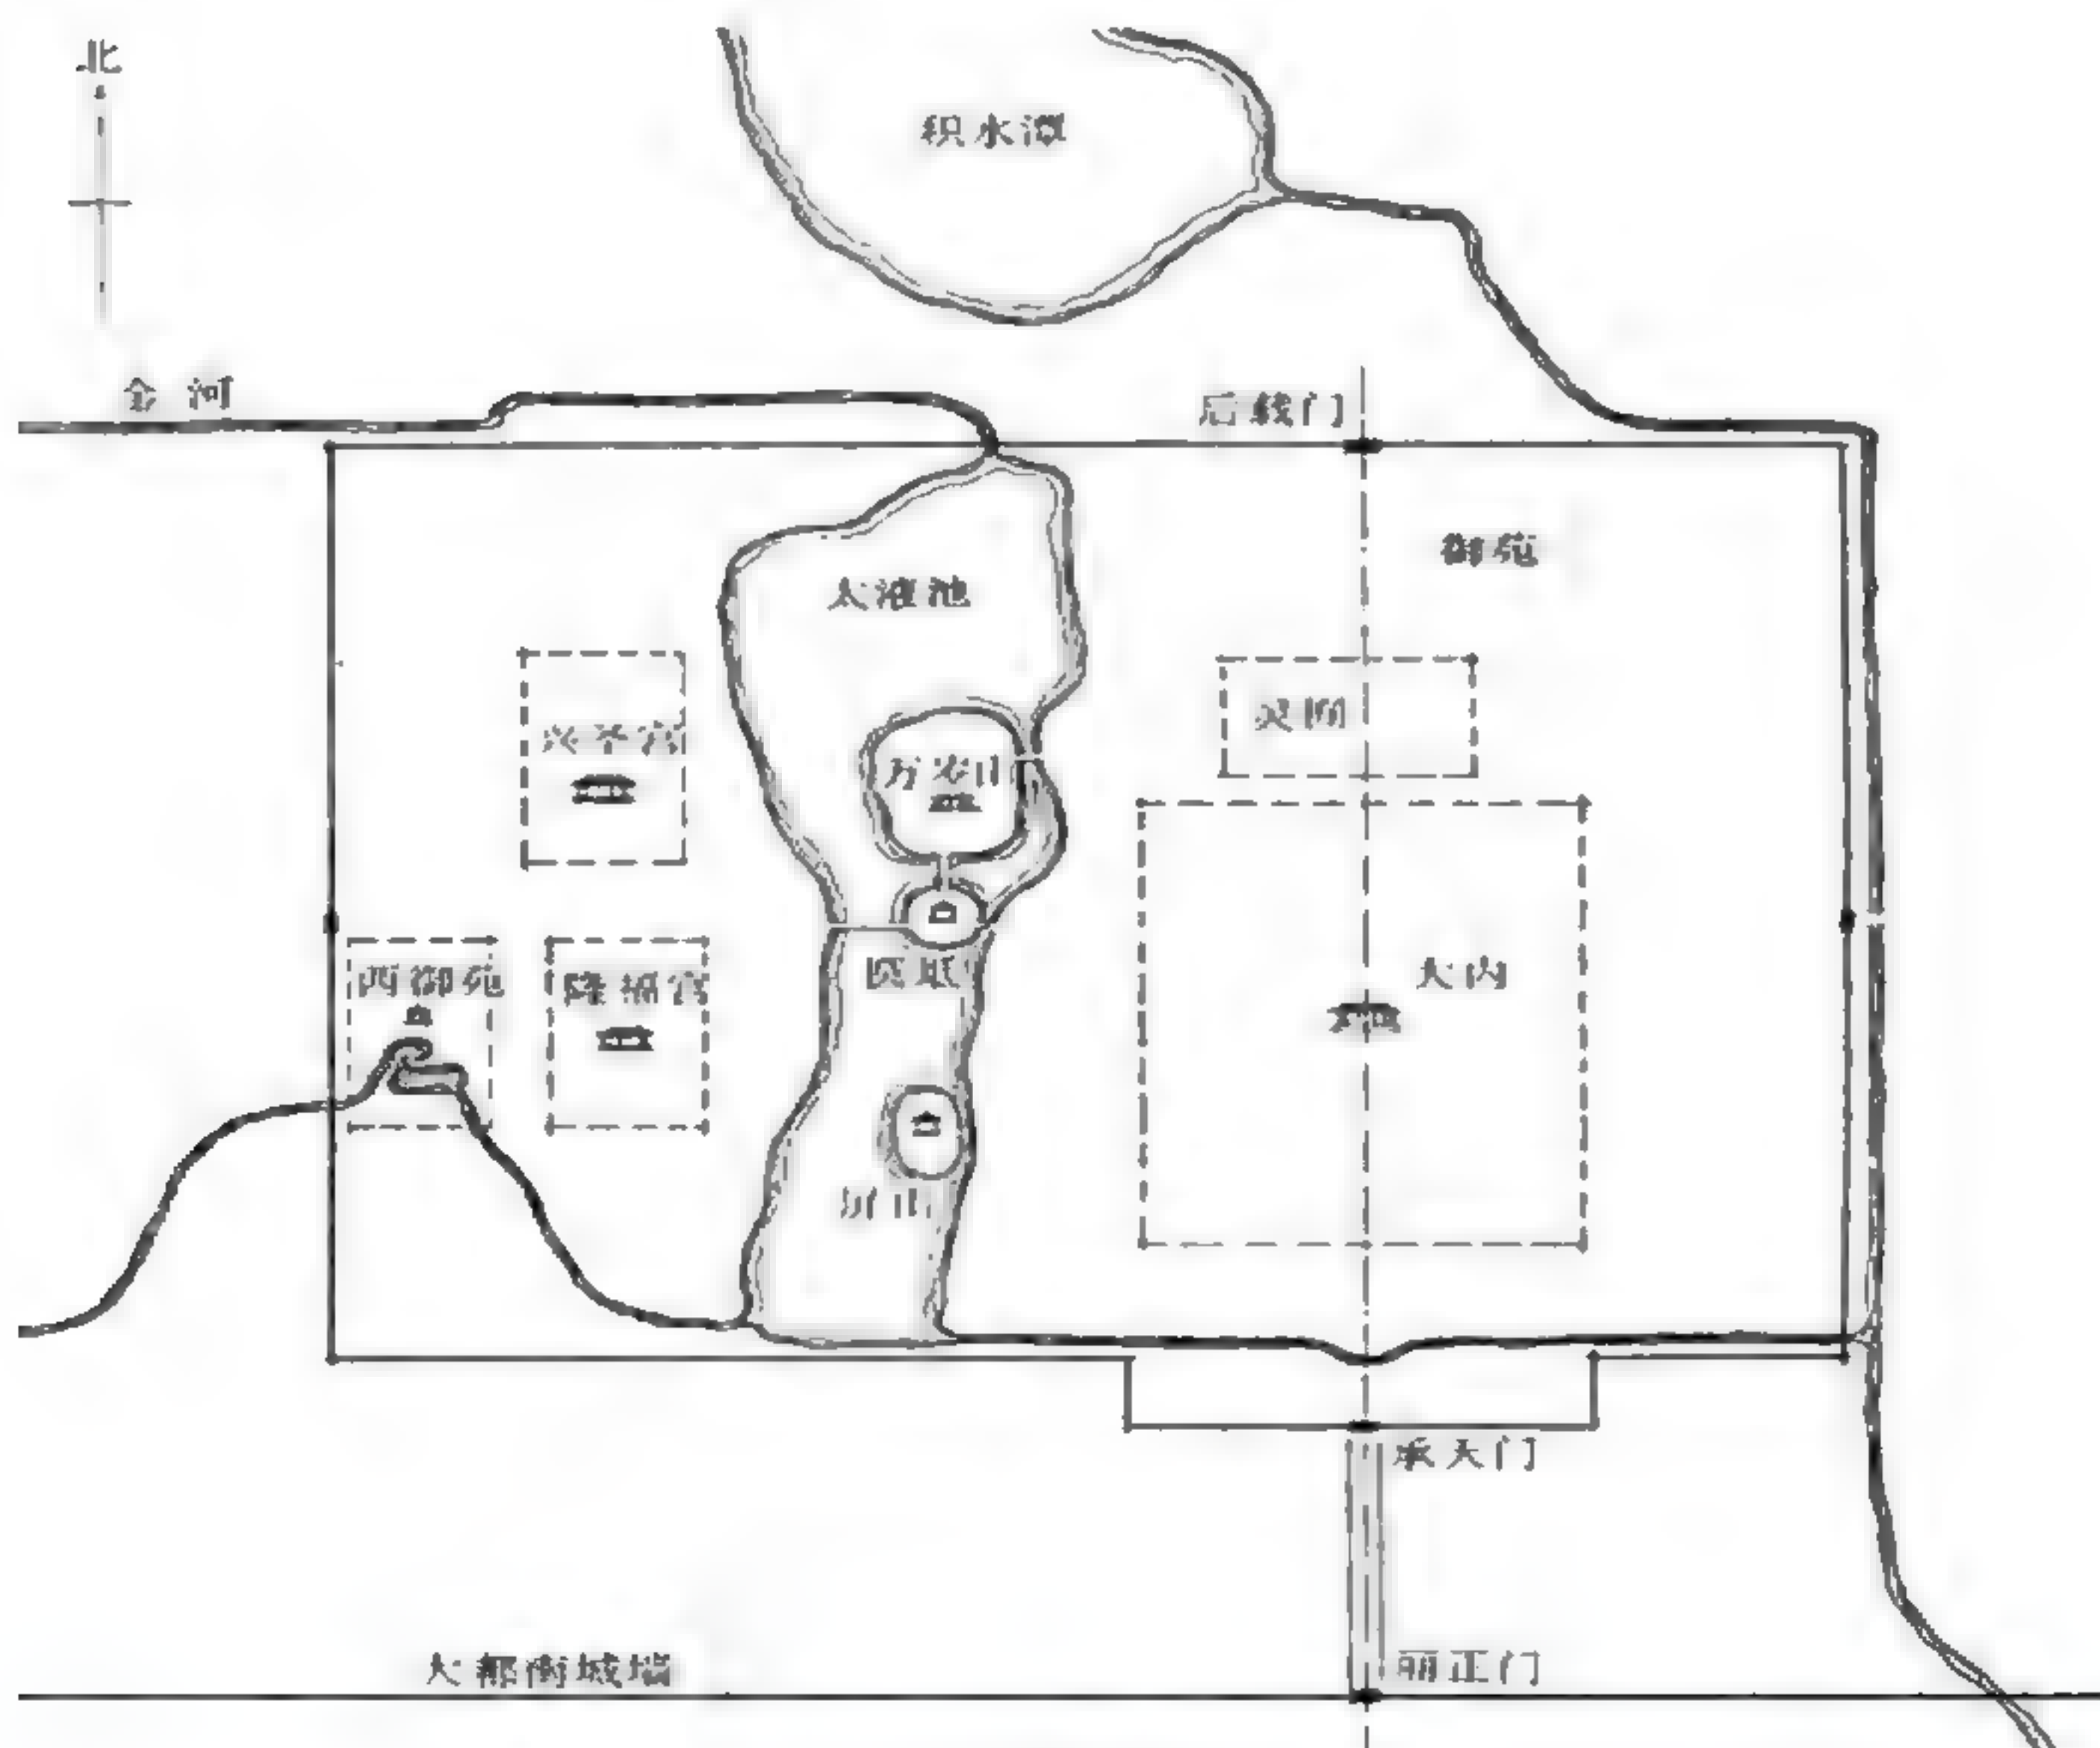 北
积水潭
金河
后载门
御苑
太液池
灵囿
兴圣宫
万岁山
大内
圆坻
西御苑
隆福宫
屏山
承天门
丽正门
大都南城墙